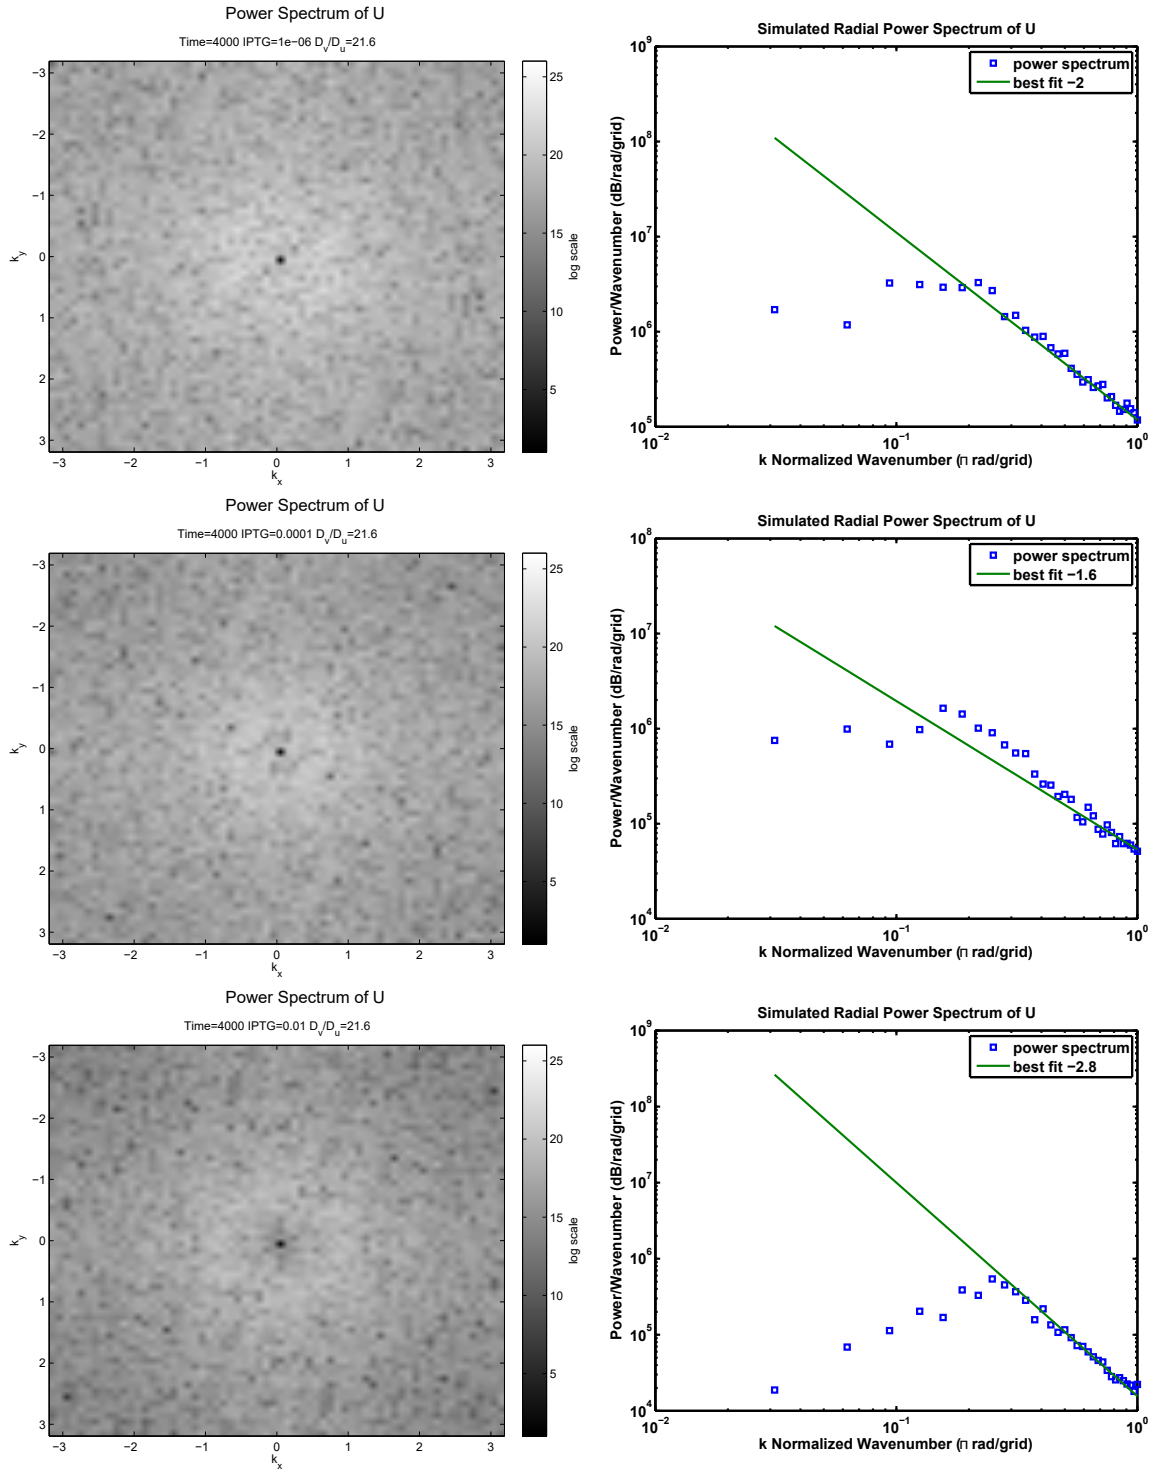 Power Spectrum of U
Time=4000 IPTG=1e−06 D_v/D_u=21.6
−3
−2
−1
0
1
2
3
k_y
−3 −2 −1 0 1 2 3
k_x
25
20
15
10
5
log scale
Simulated Radial Power Spectrum of U
power spectrum
best fit −2
10^9
10^8
10^7
10^6
10^5
Power/Wavenumber (dB/rad/grid)
10^−2 10^−1 10^0
k Normalized Wavenumber (π rad/grid)
Power Spectrum of U
Time=4000 IPTG=0.0001 D_v/D_u=21.6
−3
−2
−1
0
1
2
3
k_y
−3 −2 −1 0 1 2 3
k_x
25
20
15
10
5
log scale
Simulated Radial Power Spectrum of U
power spectrum
best fit −1.6
10^8
10^7
10^6
10^5
10^4
Power/Wavenumber (dB/rad/grid)
10^−2 10^−1 10^0
k Normalized Wavenumber (π rad/grid)
Power Spectrum of U
Time=4000 IPTG=0.01 D_v/D_u=21.6
−3
−2
−1
0
1
2
3
k_y
−3 −2 −1 0 1 2 3
k_x
25
20
15
10
5
log scale
Simulated Radial Power Spectrum of U
power spectrum
best fit −2.8
10^9
10^8
10^7
10^6
10^5
10^4
Power/Wavenumber (dB/rad/grid)
10^−2 10^−1 10^0
k Normalized Wavenumber (π rad/grid)